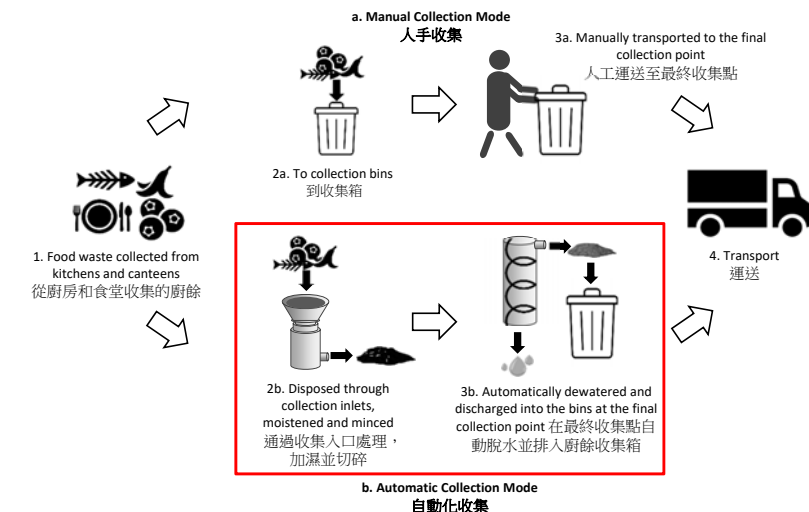 a. Manual Collection Mode
人手收集
3a. Manually transported to the final
collection point
人工運送至最終收集點
2a. To collection bins
到收集箱
1. Food waste collected from
kitchens and canteens
從廚房和食堂收集的廚餘
4. Transport
運送
2b. Disposed through
collection inlets,
moistened and minced
通過收集入口處理，
加濕並切碎
3b. Automatically dewatered and
discharged into the bins at the final
collection point 在最終收集點自
動脫水並排入廚餘收集箱
b. Automatic Collection Mode
自動化收集